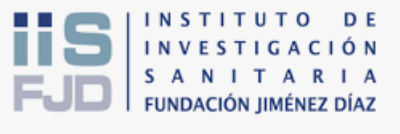 iiS
FJD
INSTITUTO DE
INVESTIGACIÓN
SANITARIA
FUNDACIÓN JIMÉNEZ DÍAZ